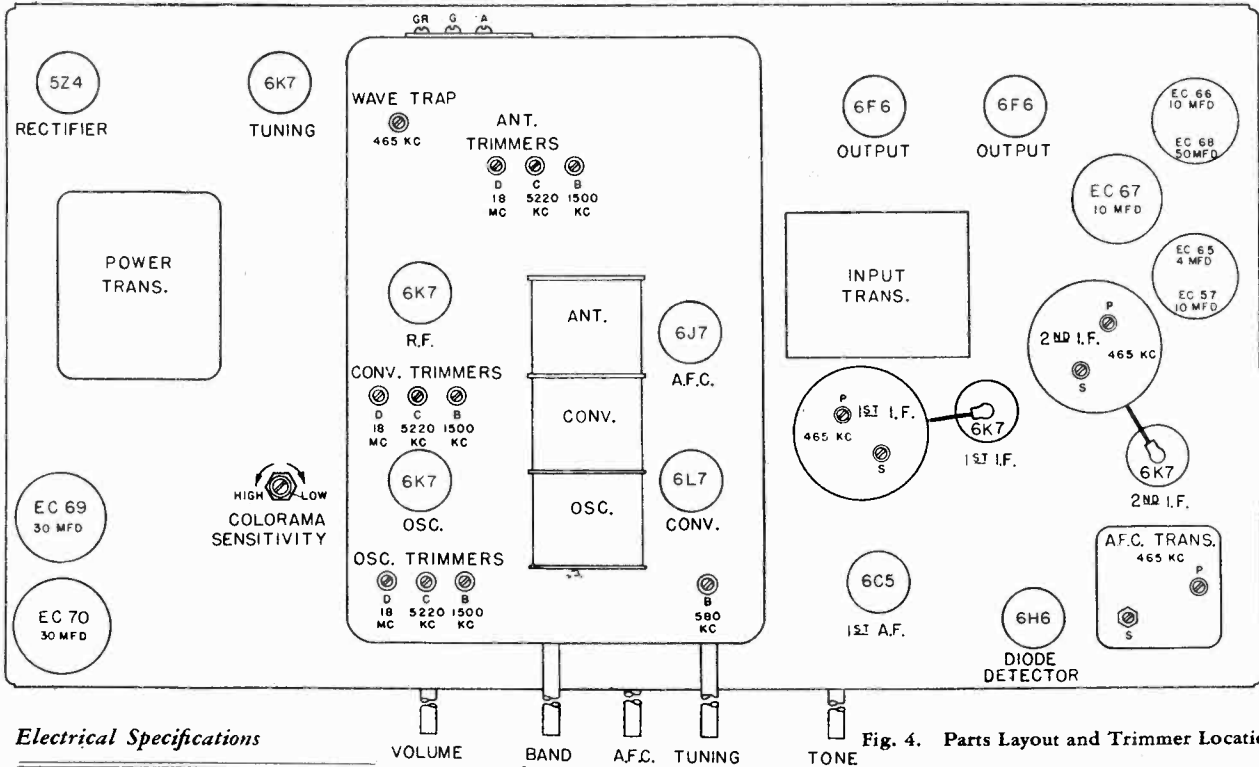 GR G A
5Z4
RECTIFIER
6K7
TUNING
WAVE TRAP
465 KC
ANT.
TRIMMERS
D C B
18 5220 1500
MC KC KC
6F6
OUTPUT
6F6
OUTPUT
EC 66
10 MFD
EC 68
50 MFD
EC 67
10 MFD
EC 65
4 MFD
EC 57
10 MFD
POWER
TRANS.
6K7
R.F.
ANT.
6J7
A.F.C.
INPUT
TRANS.
P
2ND I.F.
465 KC
S
CONV. TRIMMERS
D C B
18 5220 1500
MC KC KC
CONV.
P
1ST I.F.
465 KC
S
6K7
1ST I.F.
6K7
2ND I.F.
EC 69
30 MFD
HIGH LOW
COLORAMA
SENSITIVITY
6K7
OSC.
OSC.
6L7
CONV.
A.F.C. TRANS.
465 KC
P
S
EC 70
30 MFD
OSC. TRIMMERS
D C B
18 5220 1500
MC KC KC
B
580
KC
6C5
1ST A.F.
6H6
DIODE
DETECTOR
Electrical Specifications
VOLUME BAND A.F.C. TUNING TONE
Fig. 4. Parts Layout and Trimmer Locatio